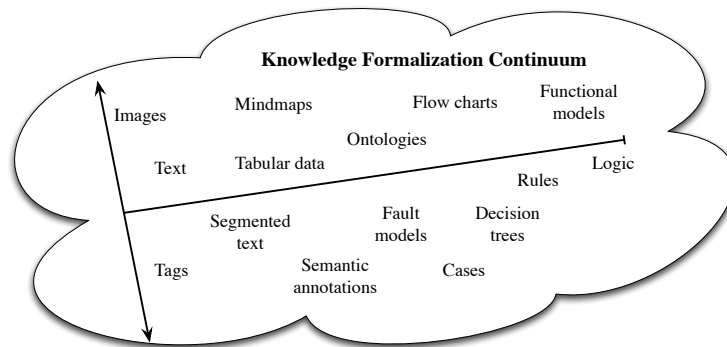 Knowledge Formalization Continuum
Images
Mindmaps
Flow charts
Functional
models
Ontologies
Text
Tabular data
Logic
Rules
Segmented
text
Fault
models
Decision
trees
Tags
Semantic
annotations
Cases